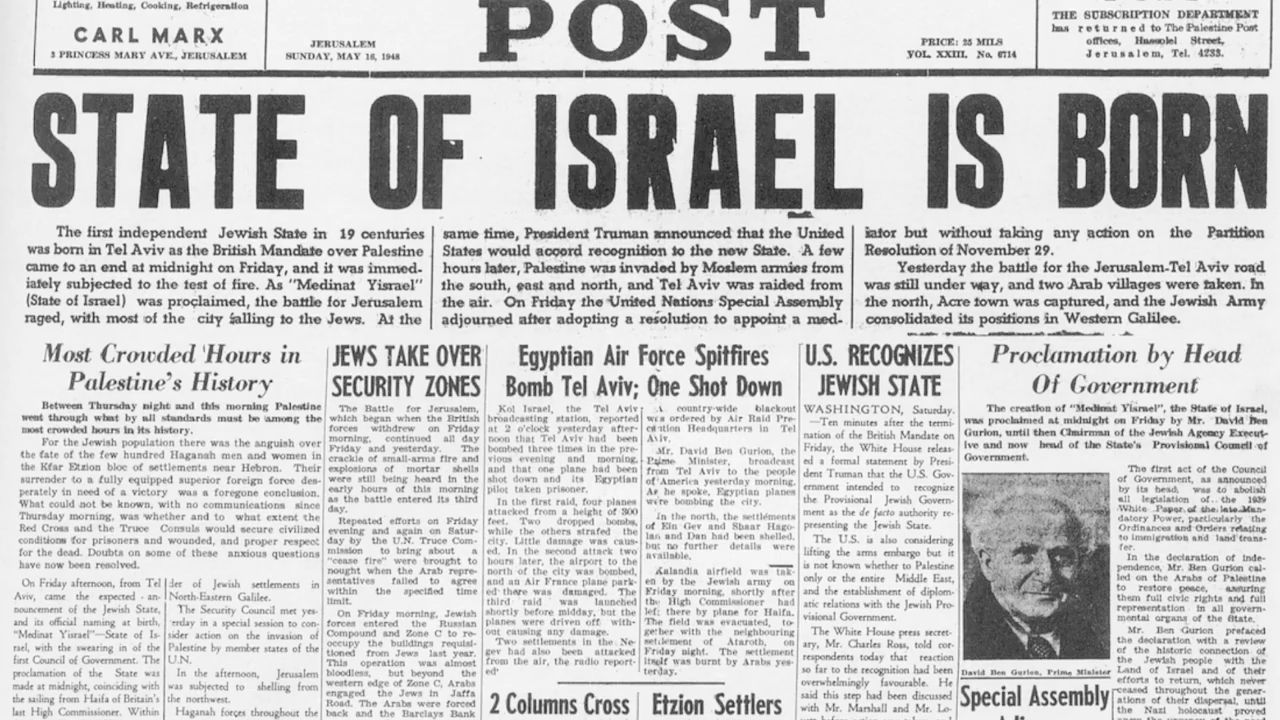 Lighting, Heating, Cooking, Refrigeration
CARL MARX
3 PRINCESS MARY AVE., JERUSALEM
JERUSALEM
SUNDAY, MAY 16, 1948
POST
PRICE: 25 MILS
VOL. XXIII. No. 6714
THE SUBSCRIPTION DEPARTMENT
has returned to The Palestine Post
offices, Hassolel Street,
Jerusalem, Tel. 4233.
STATE OF ISRAEL IS BORN
The first independent Jewish State in 19 centuries
was born in Tel Aviv as the British Mandate over Palestine
came to an end at midnight on Friday, and it was immed-
iately subjected to the test of fire. As "Medinat Yisrael"
(State of Israel) was proclaimed, the battle for Jerusalem
raged, with most of the city falling to the Jews. At the
same time, President Truman announced that the United
States would accord recognition to the new State. A few
hours later, Palestine was invaded by Moslem armies from
the south, east and north, and Tel Aviv was raided from
the air. On Friday the United Nations Special Assembly
adjourned after adopting a resolution to appoint a med-
iator but without taking any action on the Partition
Resolution of November 29.
Yesterday the battle for the Jerusalem-Tel Aviv road
was still under way, and two Arab villages were taken. In
the north, Acre town was captured, and the Jewish Army
consolidated its positions in Western Galilee.
Most Crowded Hours in
Palestine's History
Between Thursday night and this morning Palestine
went through what by all standards must be among the
most crowded hours in its history.
For the Jewish population there was the anguish over
the fate of the few hundred Haganah men and women in
the Kfar Etzion bloc of settlements near Hebron. Their
surrender to a fully equipped superior foreign force des-
perately in need of a victory was a foregone conclusion.
What could not be known, with no communications since
Thursday morning, was whether and to what extent the
Red Cross and the Truce Consuls would secure civilized
conditions for prisoners and wounded, and proper respect
for the dead. Doubts on some of these anxious questions
have now been resolved.
On Friday afternoon, from Tel
Aviv, came the expected an-
nouncement of the Jewish State,
and its official naming at birth,
"Medinat Yisrael"—State of Is-
rael, with the swearing in of the
first Council of Government. The
proclamation of the State was
made at midnight, coinciding with
the sailing from Haifa of Britain's
last High Commissioner. Within
der of Jewish settlements in
North-Eastern Galilee.
The Security Council met yes-
terday in a special session to con-
sider action on the invasion of
Palestine by member states of the
U.N.
In the afternoon, Jerusalem
was subjected to shelling from
the northwest.
Haganah forces throughout the
JEWS TAKE OVER
SECURITY ZONES
The Battle for Jerusalem,
which began when the British
forces withdrew on Friday
morning, continued all day
Friday and yesterday. The
crackle of small-arms fire and
explosions of mortar shells
were still being heard in the
early hours of this morning
as the battle entered its third
day.
Repeated efforts on Friday
evening and again on Satur-
day by the U.N. Truce Com-
mission to bring about a
"cease fire" were brought to
nought when the Arab repre-
sentatives failed to agree
within the specified time
limit.
On Friday morning, Jewish
forces entered the Russian
Compound and Zone C to re-
occupy the buildings requisi-
tioned from Jews last year.
This operation was almost
bloodless, but beyond the
western edge of Zone C, Arabs
engaged the Jews in Jaffa
Road. The Arabs were forced
back and the Barclays Bank
Egyptian Air Force Spitfires
Bomb Tel Aviv; One Shot Down
Kol Israel, the Tel Aviv
broadcasting station, reported
at 2 o'clock yesterday after-
noon that Tel Aviv had been
bombed three times in the pre-
vious evening and morning,
and that one plane had been
shot down and its Egyptian
pilot taken prisoner.
In the first raid, four planes
attacked from a height of 300
feet. Two dropped bombs,
while the others strafed the
city. Little damage was caus-
ed. In the second attack two
hours later, the airport to the
north of the city was bombed,
and an Air France plane park-
ed there was damaged. The
third raid was launched
shortly before midday, but the
planes were driven off with-
out causing any damage.
Two settlements in the Ne-
gev had also been attacked
from the air, the radio report-
ed
A country-wide blackout
was ordered by Air Raid Pre-
caution Headquarters in Tel
Aviv.
Mr. David Ben Gurion, the
Prime Minister, broadcast
from Tel Aviv to the people
of America yesterday morning.
As he spoke, Egyptian planes
were bombing the city.
In the north, the settlements
of Ein Gev and Shaar Hago-
lan and Dan had been shelled,
but no further details were
available.
Kalandia airfield was tak-
en by the Jewish army on
Friday morning, shortly after
the High Commissioner had
left there by plane for Haifa.
The field was evacuated, to-
gether with the neighbouring
settlement of Ataroth, on
Friday night. The settlement
itself was burnt by Arabs yes-
terday.
2 Columns Cross
Etzion Settlers
U.S. RECOGNIZES
JEWISH STATE
WASHINGTON, Saturday.
—Ten minutes after the termi-
nation of the British Mandate on
Friday, the White House releas-
ed a formal statement by Presi-
dent Truman that the U.S. Gov-
ernment intended to recognize
the Provisional Jewish Govern-
ment as the de facto authority re-
presenting the Jewish State.
The U.S. is also considering
lifting the arms embargo but it
is not known whether to Palestine
only or the entire Middle East,
and the establishment of diplom-
atic relations with the Jewish Pro-
visional Government.
The White House press secret-
ary, Mr. Charles Ross, told cor-
respondents today that reaction
so far to the recognition had been
overwhelmingly favourable. He
said this step had been discussed
with Mr. Marshall and Mr. Lo-
Proclamation by Head
Of Government
The creation of "Medinat Yisrael", the State of Israel,
was proclaimed at midnight on Friday by Mr. David Ben
Gurion, until then Chairman of the Jewish Agency Execut-
ive and now head of the State's Provisional Council of
Government.
David Ben Gurion, Prime Minister
Special Assembly
The first act of the Council
of Government, as announced
by its head, was to abolish
all legislation of the 1939
White Paper of the late Man-
datory Power, particularly the
Ordinances and Orders relating
to immigration and land trans-
fer.
In the declaration of inde-
pendence, Mr. Ben Gurion cal-
led on the Arabs of Palestine
to restore peace, assuring
them full civic rights and full
representation in all govern-
mental organs of the State.
Mr. Ben Gurion prefaced
the declaration with a review
of the historic connection of
the Jewish people with the
Land of Israel and of their
efforts to return, which never
ceased throughout the gener-
ations of their dispersal, until
the Nazi holocaust proved